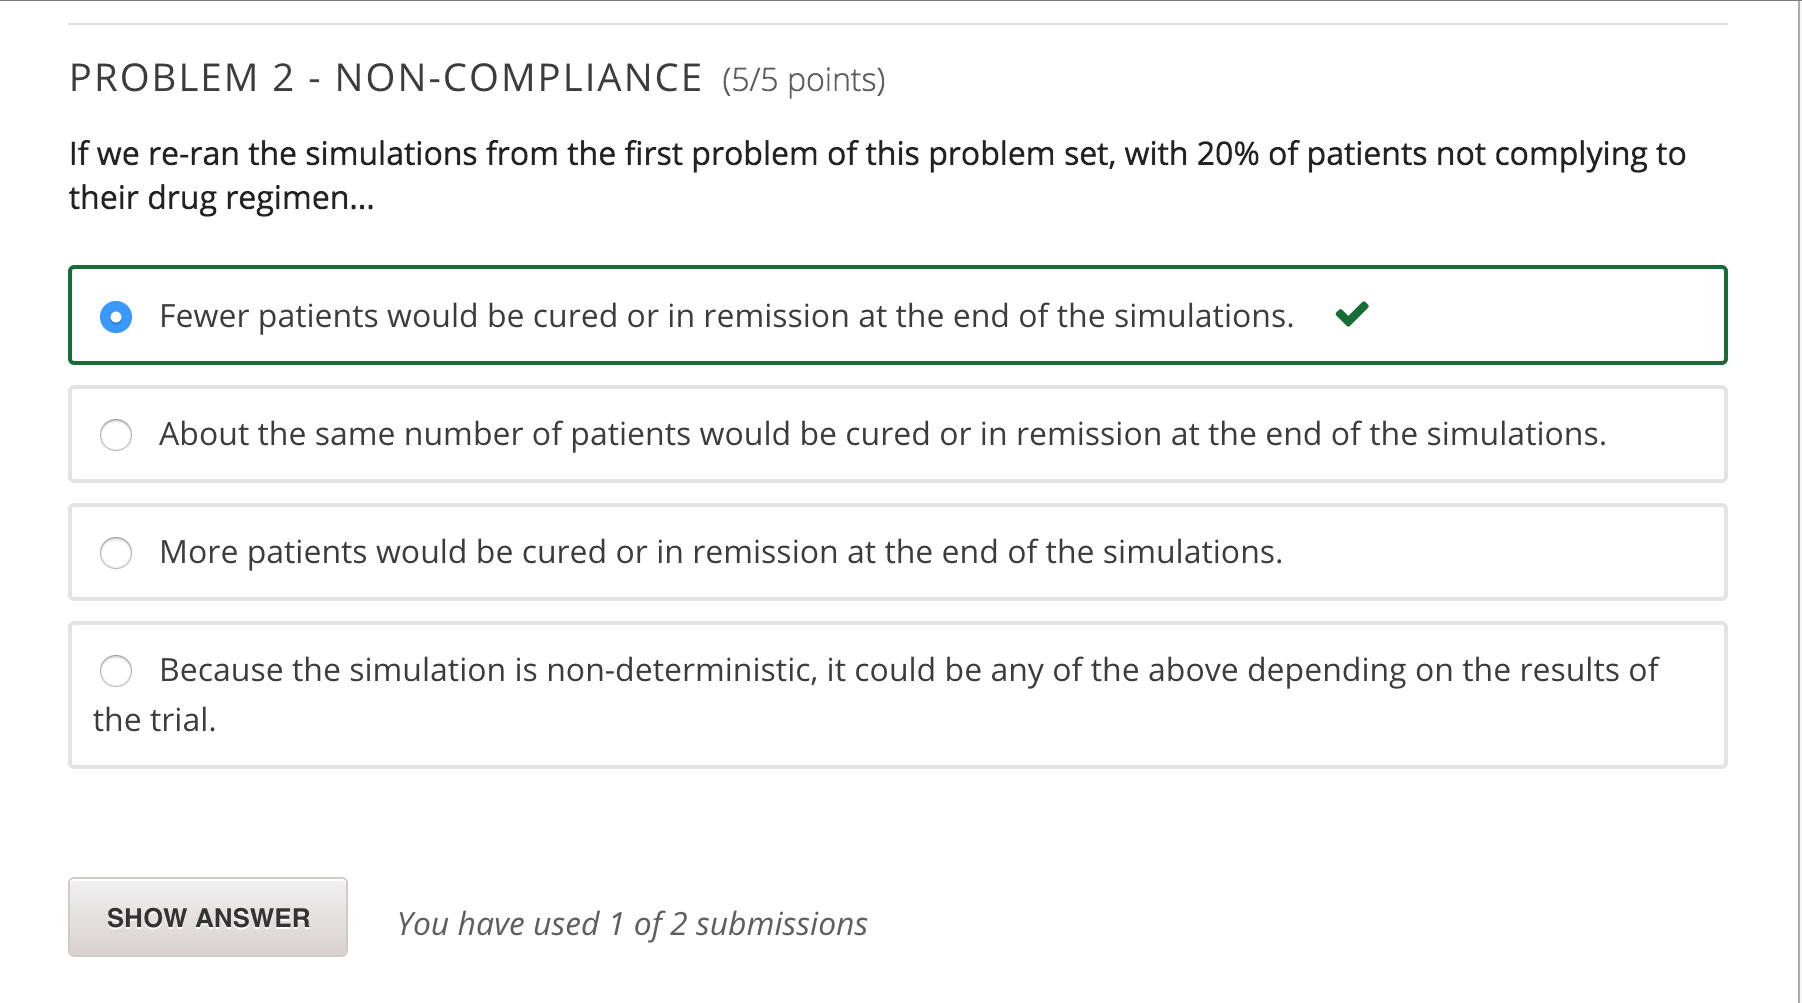 PROBLEM 2 - NON-COMPLIANCE (5/5 points)
If we re-ran the simulations from the first problem of this problem set, with 20% of patients not complying to
their drug regimen...
Fewer patients would be cured or in remission at the end of the simulations.
About the same number of patients would be cured or in remission at the end of the simulations.
More patients would be cured or in remission at the end of the simulations.
Because the simulation is non-deterministic, it could be any of the above depending on the results of
the trial.
SHOW ANSWER You have used 1 of 2 submissions